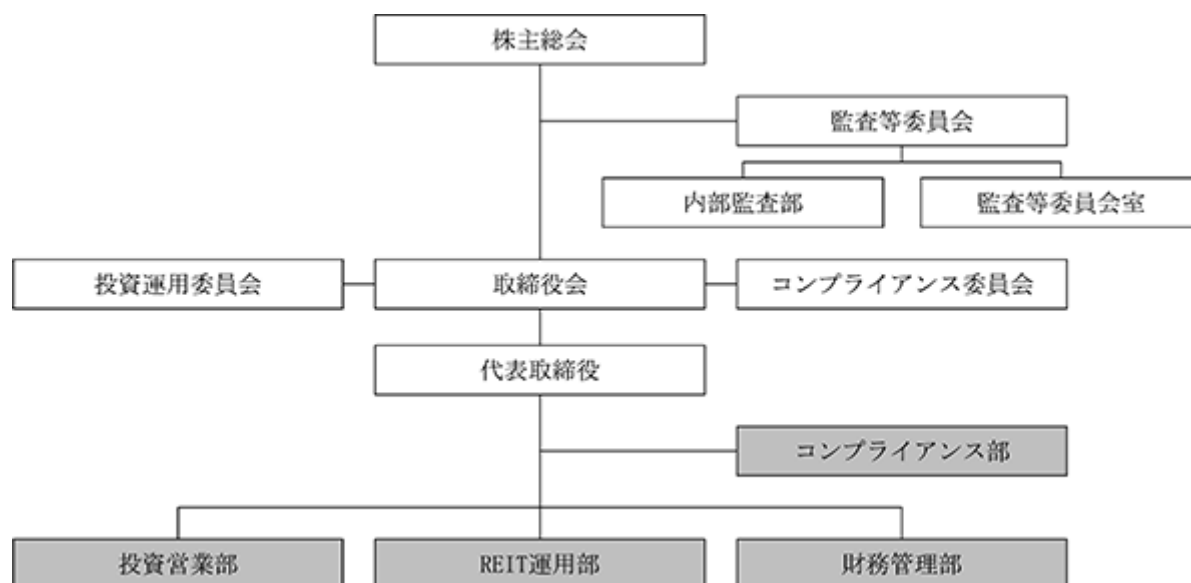 株主総会
監査等委員会
内部監査部
監査等委員会室
投資運用委員会
取締役会
コンプライアンス委員会
代表取締役
コンプライアンス部
投資営業部
REIT運用部
財務管理部